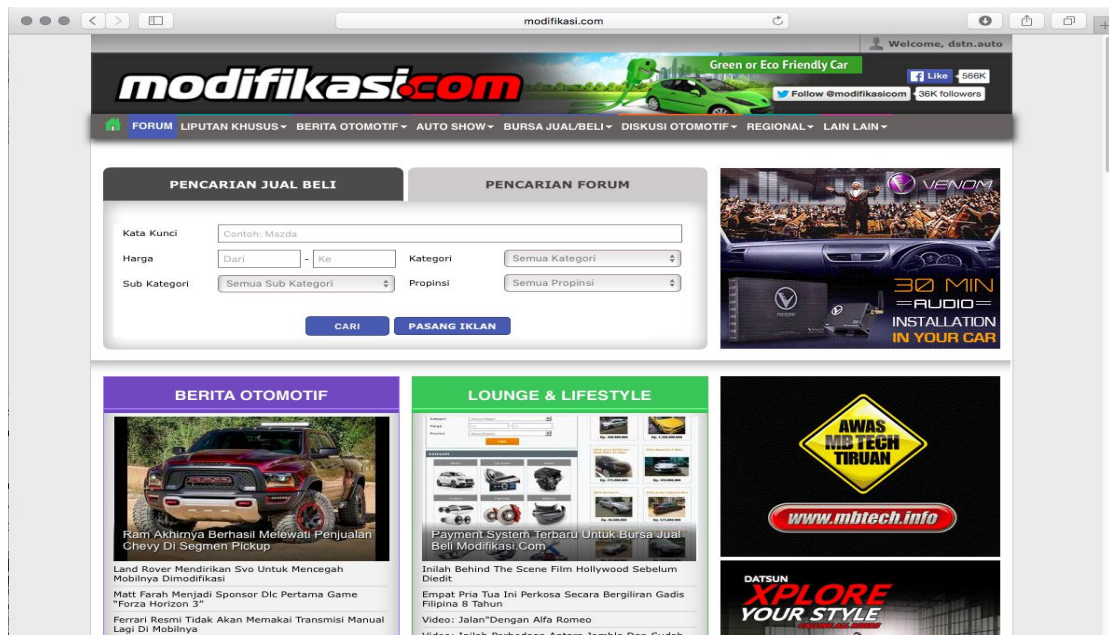 modifikasi.com
Welcome, dstn.auto
modifikasi.com
Green or Eco Friendly Car
Like 566K
Follow @modifikasicom 36K followers
FORUM LIPUTAN KHUSUS BERITA OTOMOTIF AUTO SHOW BURSA JUAL/BELI DISKUSI OTOMOTIF REGIONAL LAIN LAIN
PENCARIAN JUAL BELI
PENCARIAN FORUM
Kata Kunci Contoh: Mazda
Harga Dari - Ke Kategori Semua Kategori
Sub Kategori Semua Sub Kategori Propinsi Semua Propinsi
CARI PASANG IKLAN
VENOM
30 MIN
AUDIO
INSTALLATION
IN YOUR CAR
BERITA OTOMOTIF
Ram Akhirnya Berhasil Melewati Penjualan
Chevy Di Segmen Pickup
Land Rover Mendirikan Svo Untuk Mencegah
Mobilnya Dimodifikasi
Matt Farah Menjadi Sponsor Dlc Pertama Game
"Forza Horizon 3"
Ferrari Resmi Tidak Akan Memakai Transmisi Manual
Lagi Di Mobilnya
LOUNGE & LIFESTYLE
Payment System Terbaru Untuk Bursa Jual
Beli Modifikasi.Com
Inilah Behind The Scene Film Hollywood Sebelum
Diedit
Empat Pria Tua Ini Perkosa Secara Bergiliran Gadis
Filipina 8 Tahun
Video: Jalan"Dengan Alfa Romeo
AWAS
MBTECH
TIRUAN
www.mbtech.info
DATSUN
XPLORE
YOUR STYLE